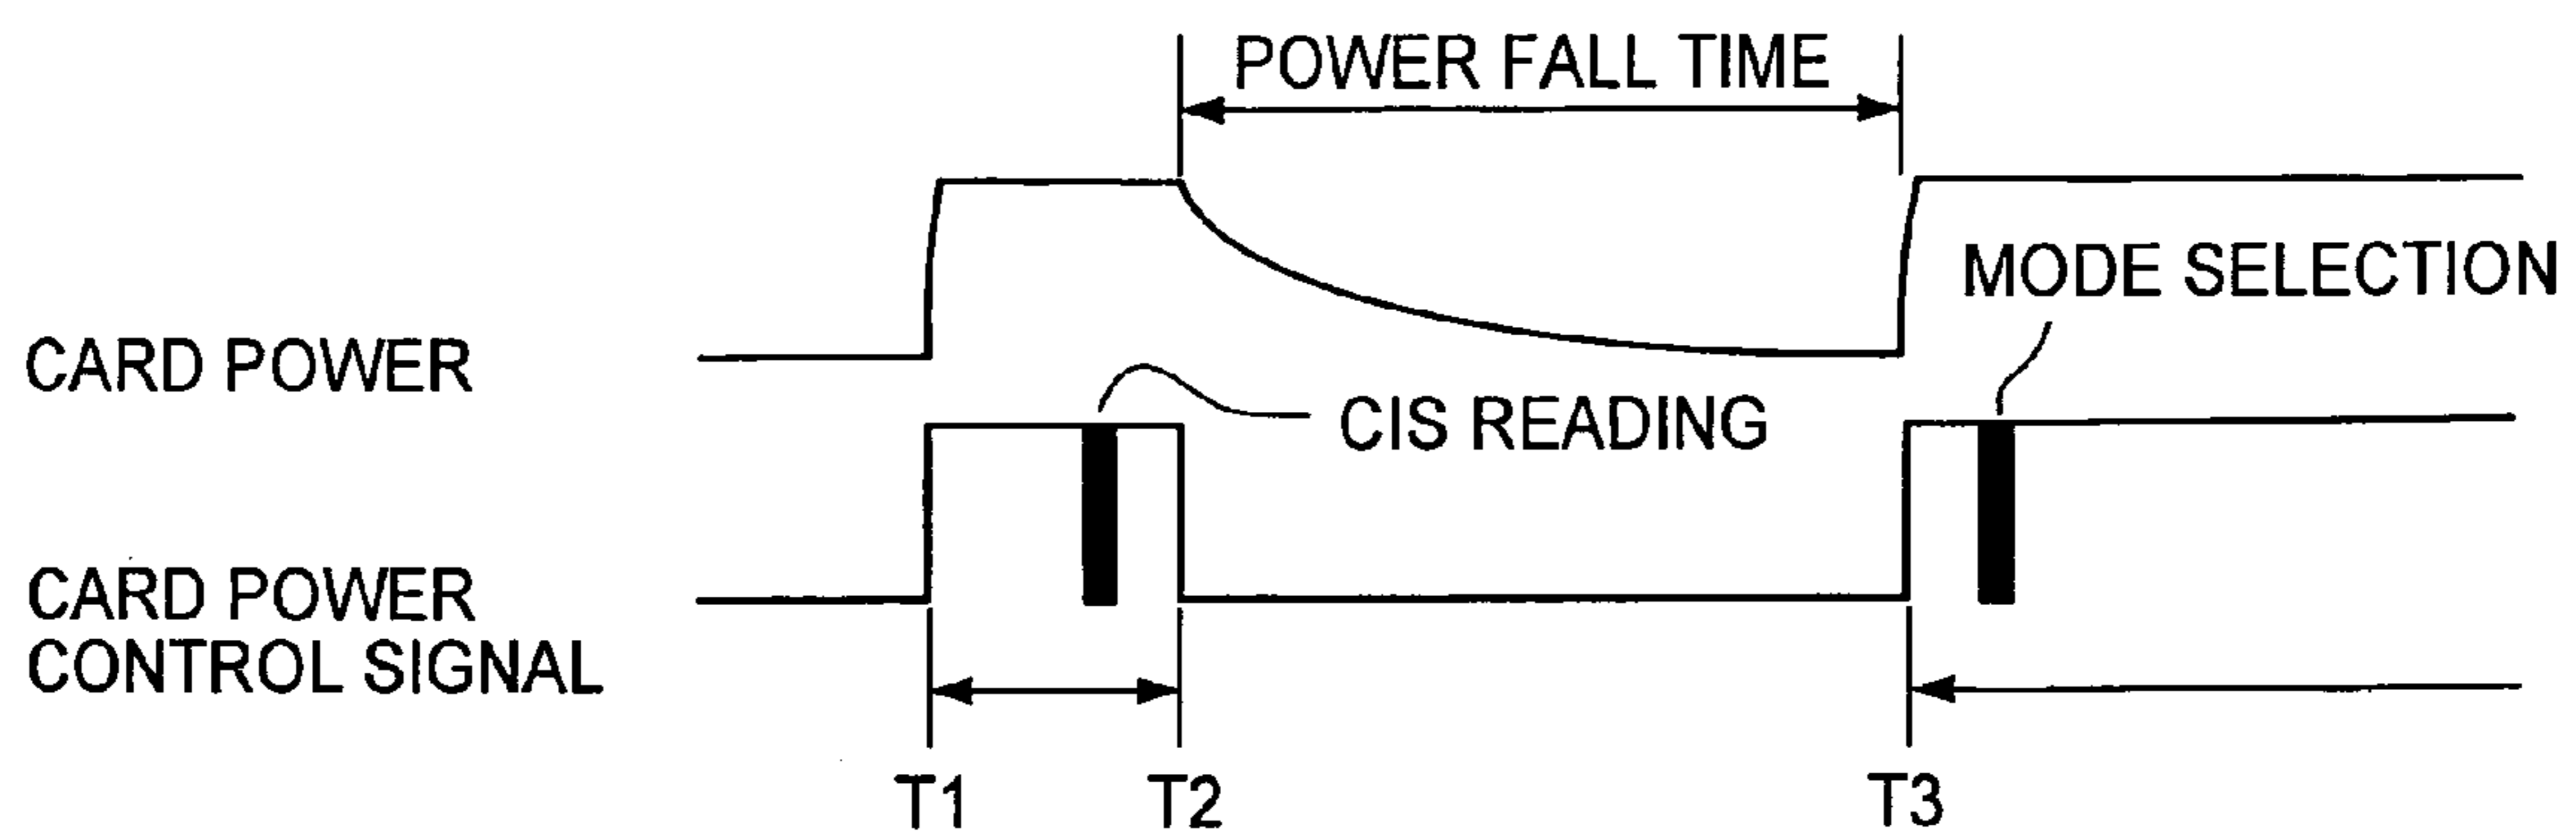 POWER FALL TIME
MODE SELECTION
CARD POWER
CIS READING
CARD POWER
CONTROL SIGNAL
T1
T2
T3